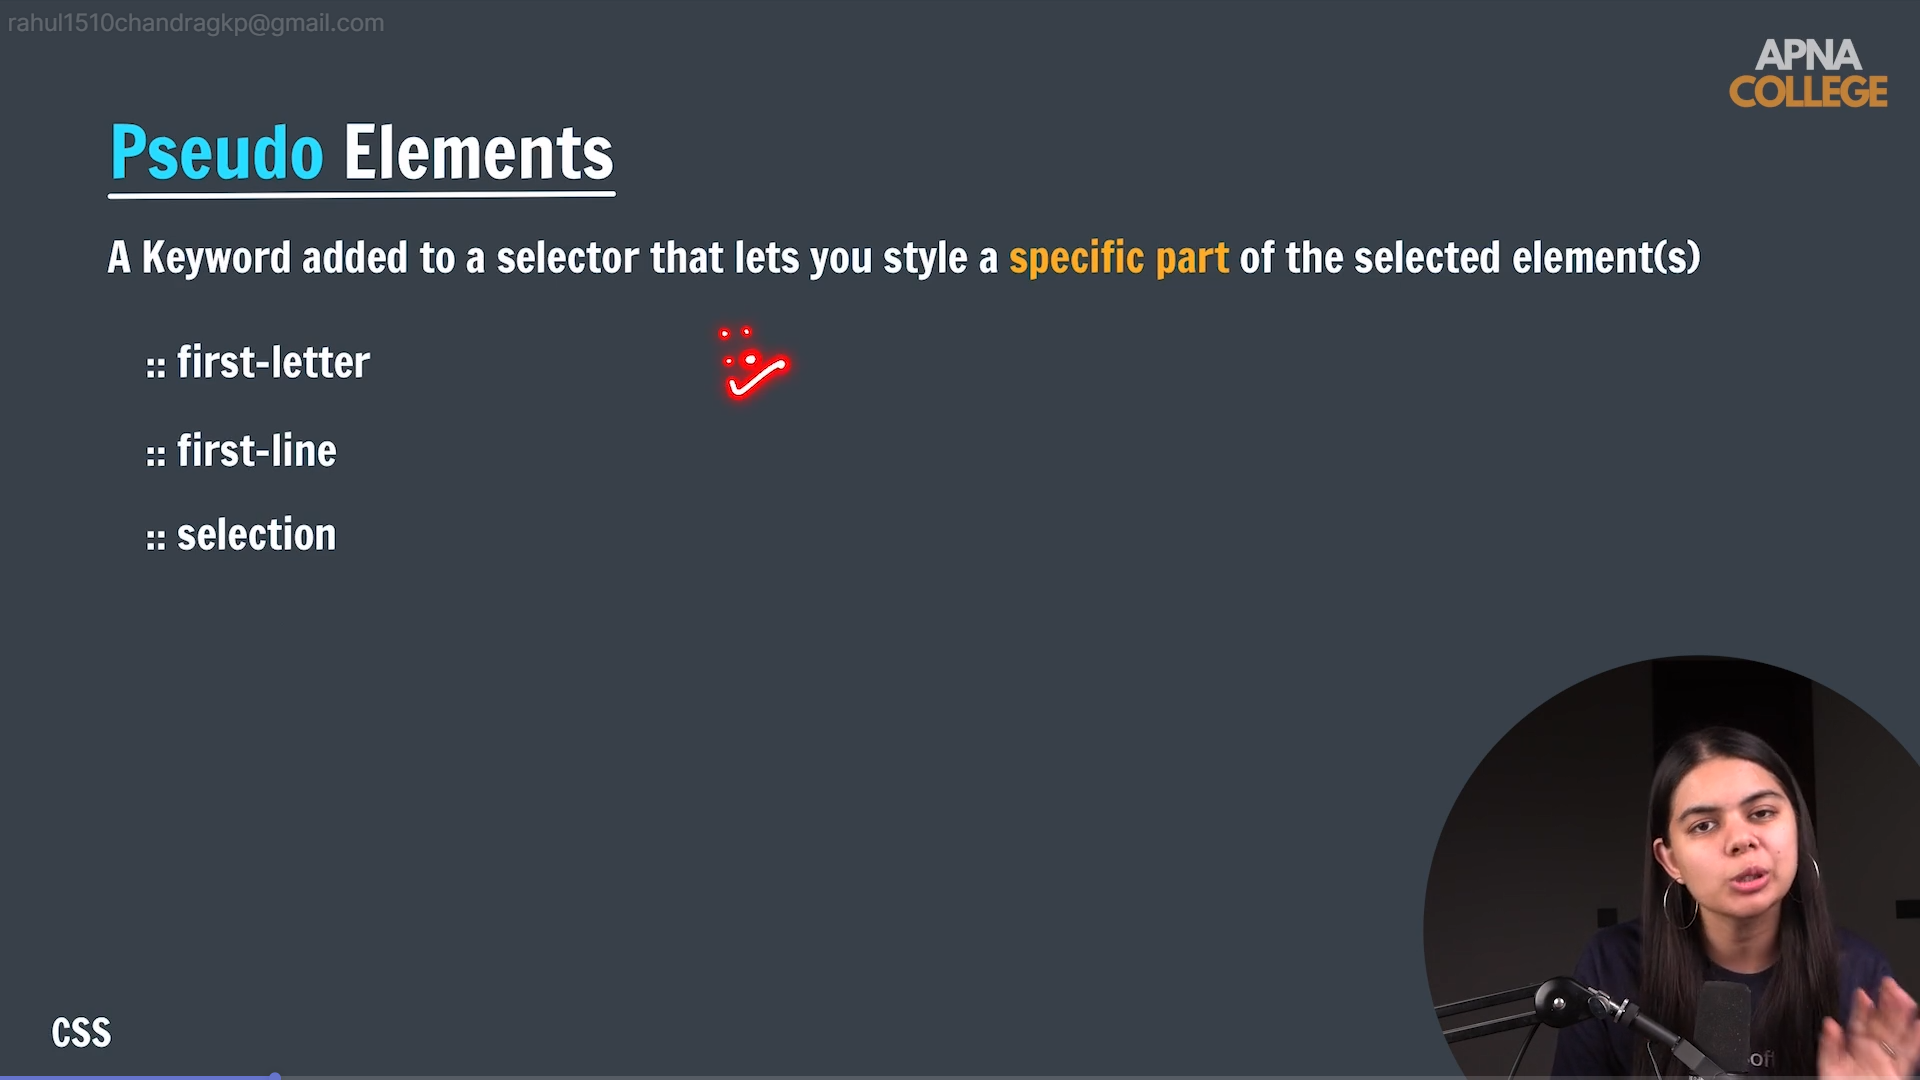 rahul1510chandragkp@gmail.com
APNA
COLLEGE
Pseudo Elements
A Keyword added to a selector that lets you style a specific part of the selected element(s)
:: first-letter
:: first-line
:: selection
CSS